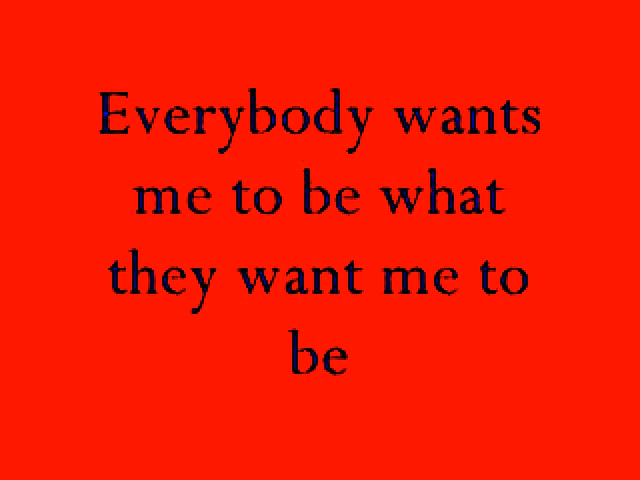 Everybody wants
me to be what
they want me to
be